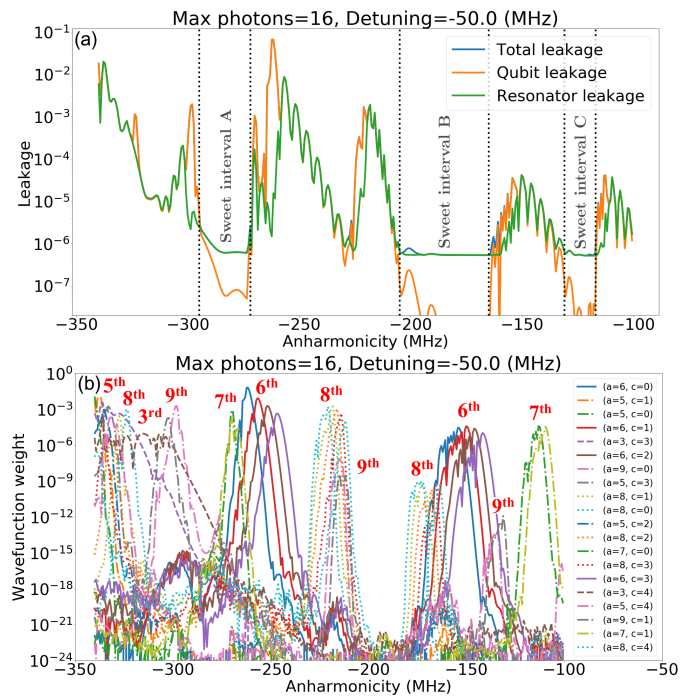 Max photons=16, Detuning=-50.0 (MHz)
(a)
Total leakage
Qubit leakage
Resonator leakage
Sweet interval A
Sweet interval B
Sweet interval C
Leakage
10⁻¹
10⁻²
10⁻³
10⁻⁴
10⁻⁵
10⁻⁶
10⁻⁷
−350 −300 −250 −200 −150 −100
Anharmonicity (MHz)
Max photons=16, Detuning=-50.0 (MHz)
(b)
5th
8th
3rd
9th
7th
6th
8th
9th
8th
6th
9th
7th
Wavefunction weight
10⁰
10⁻³
10⁻⁶
10⁻⁹
10⁻¹²
10⁻¹⁵
10⁻¹⁸
10⁻²¹
10⁻²⁴
(a=6, c=0)
(a=5, c=1)
(a=5, c=0)
(a=6, c=1)
(a=3, c=3)
(a=6, c=2)
(a=9, c=0)
(a=5, c=3)
(a=8, c=1)
(a=8, c=0)
(a=5, c=2)
(a=8, c=2)
(a=7, c=0)
(a=8, c=3)
(a=6, c=3)
(a=3, c=4)
(a=5, c=4)
(a=9, c=1)
(a=7, c=1)
(a=8, c=4)
−350 −300 −250 −200 −150 −100 −50
Anharmonicity (MHz)